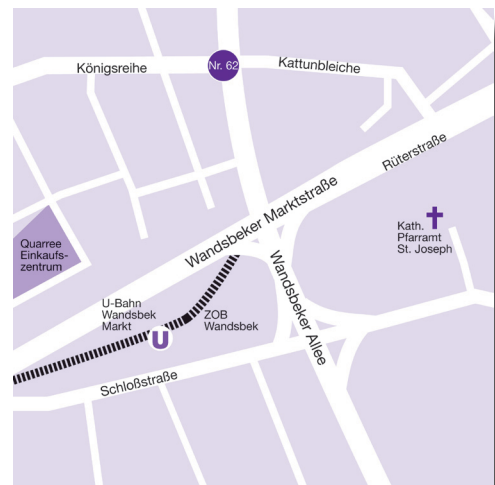 Königsreihe
Nr. 62
Kattunbleiche
Rüterstraße
Wandsbeker Marktstraße
Kath.
Pfarramt
St. Joseph
Quarree
Einkaufs-
zentrum
Wandsbeker Allee
U-Bahn
Wandsbek
Markt
ZOB
Wandsbek
U
Schloßstraße